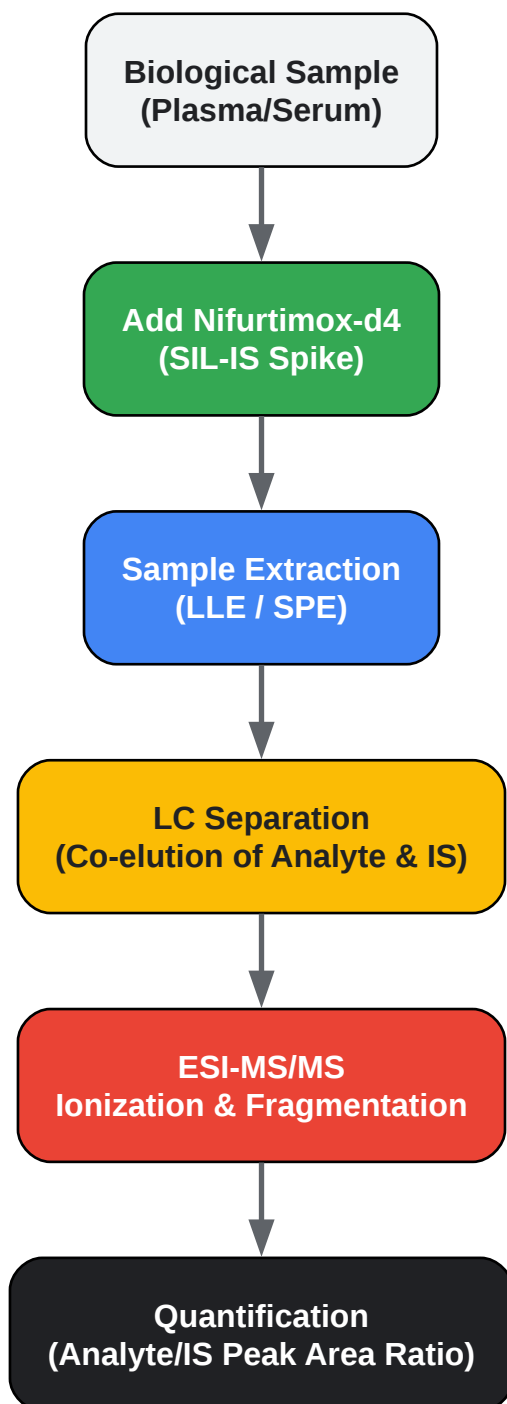 Biological Sample
(Plasma/Serum)
Add Nifurtimox-d4
(SIL-IS Spike)
Sample Extraction
(LLE / SPE)
LC Separation
(Co-elution of Analyte & IS)
ESI-MS/MS
Ionization & Fragmentation
Quantification
(Analyte/IS Peak Area Ratio)